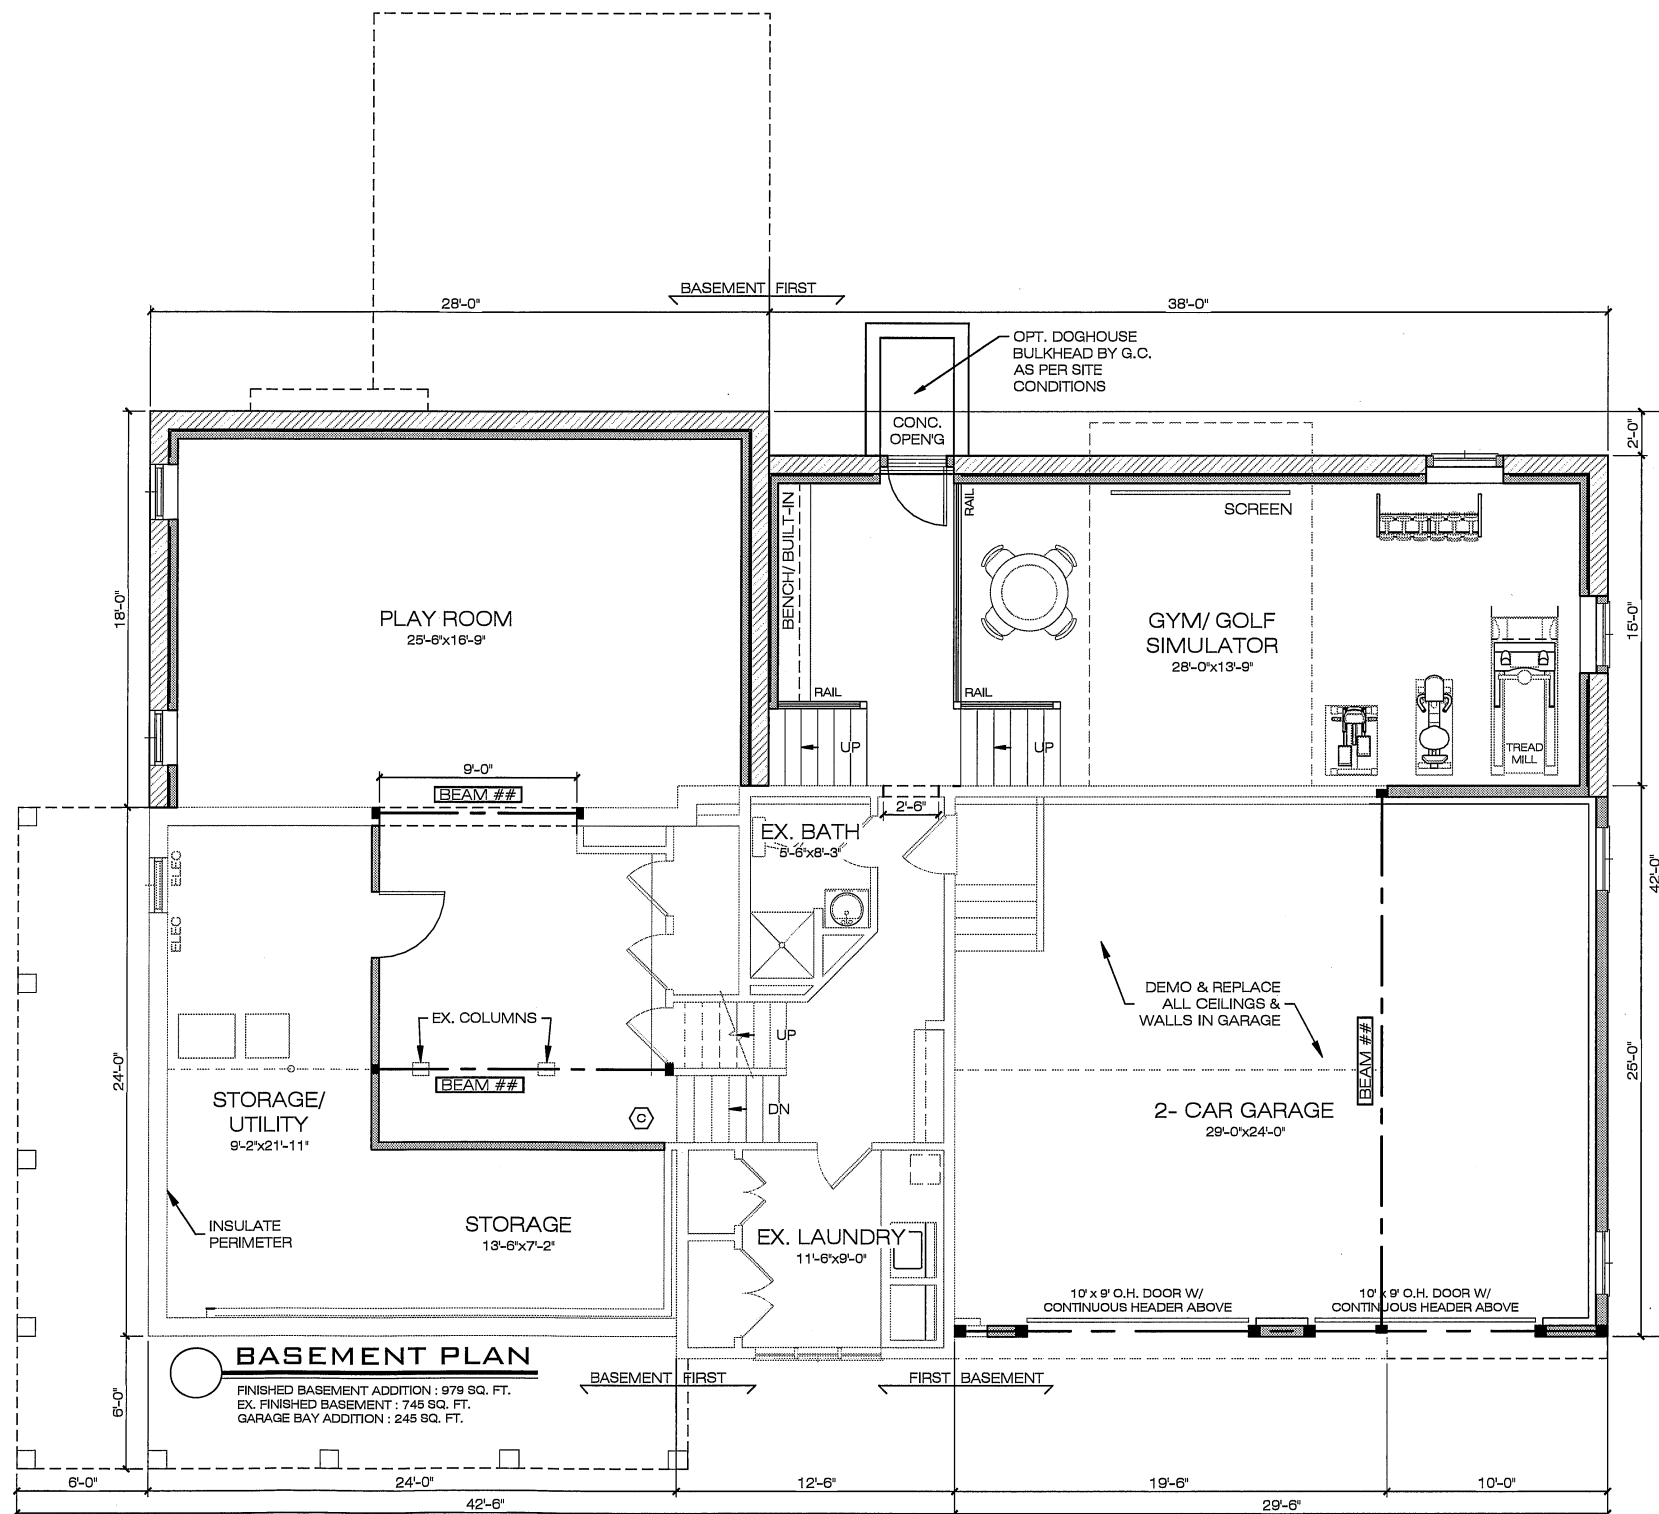 BASEMENT FIRST
28'-0"
38'-0"
OPT. DOGHOUSE
BULKHEAD BY G.C.
AS PER SITE
CONDITIONS
CONC.
OPEN'G
2'-0"
RAIL
SCREEN
BENCH/ BUILT-IN
18'-0"
PLAY ROOM
25'-6"x16'-9"
GYM/ GOLF
SIMULATOR
28'-0"x13'-9"
15'-0"
RAIL
RAIL
UP
UP
TREAD
MILL
9'-0"
BEAM ##
2'-6"
EX. BATH
5'-6"x8'-3"
ELEC
ELEC
42'-0"
DEMO & REPLACE
ALL CEILINGS &
WALLS IN GARAGE
EX. COLUMNS
UP
BEAM ##
BEAM ##
24'-0"
25'-0"
STORAGE/
UTILITY
9'-2"x21'-11"
C
DN
2- CAR GARAGE
29'-0"x24'-0"
INSULATE
PERIMETER
STORAGE
13'-6"x7'-2"
EX. LAUNDRY
11'-6"x9'-0"
10' x 9' O.H. DOOR W/
CONTINUOUS HEADER ABOVE
10' x 9' O.H. DOOR W/
CONTINUOUS HEADER ABOVE
BASEMENT PLAN
FINISHED BASEMENT ADDITION : 979 SQ. FT.
EX. FINISHED BASEMENT : 745 SQ. FT.
GARAGE BAY ADDITION : 245 SQ. FT.
BASEMENT FIRST
FIRST BASEMENT
6'-0"
6'-0"
24'-0"
12'-6"
19'-6"
10'-0"
42'-6"
29'-6"